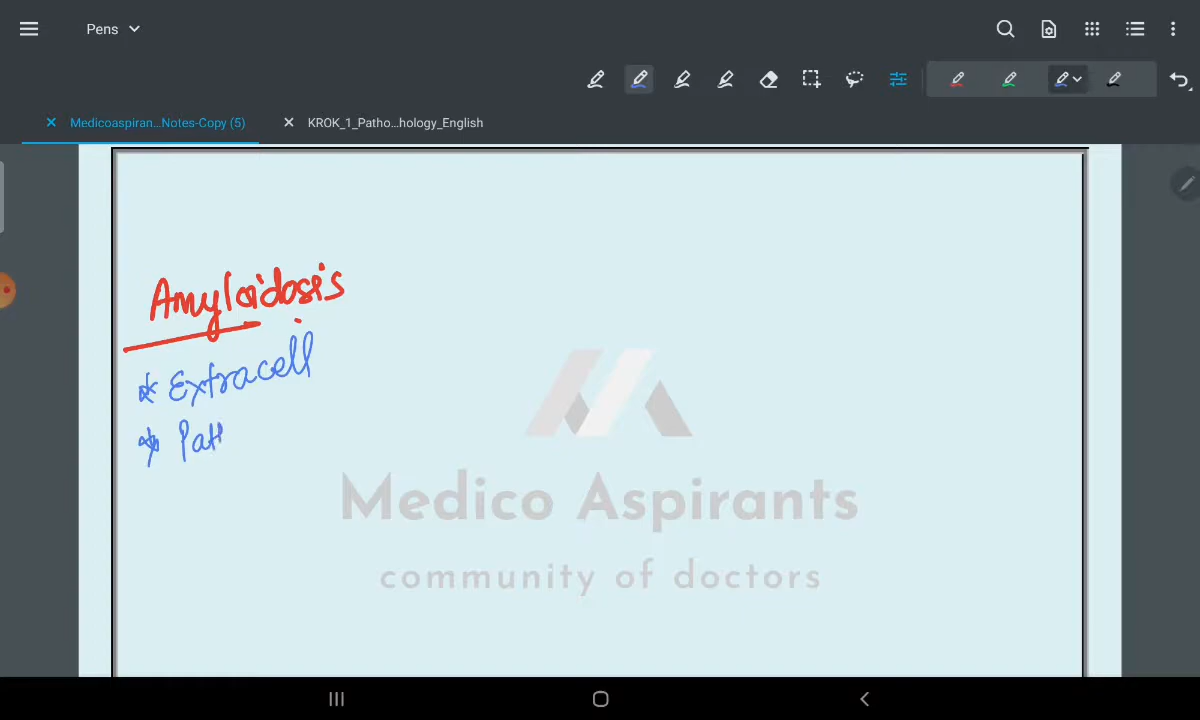 Pens
Medicoaspiran...Notes-Copy (5)
KROK_1_Patho...hology_English
Amyloidosis
* Extracell
* Path
Medico Aspirants
community of doctors